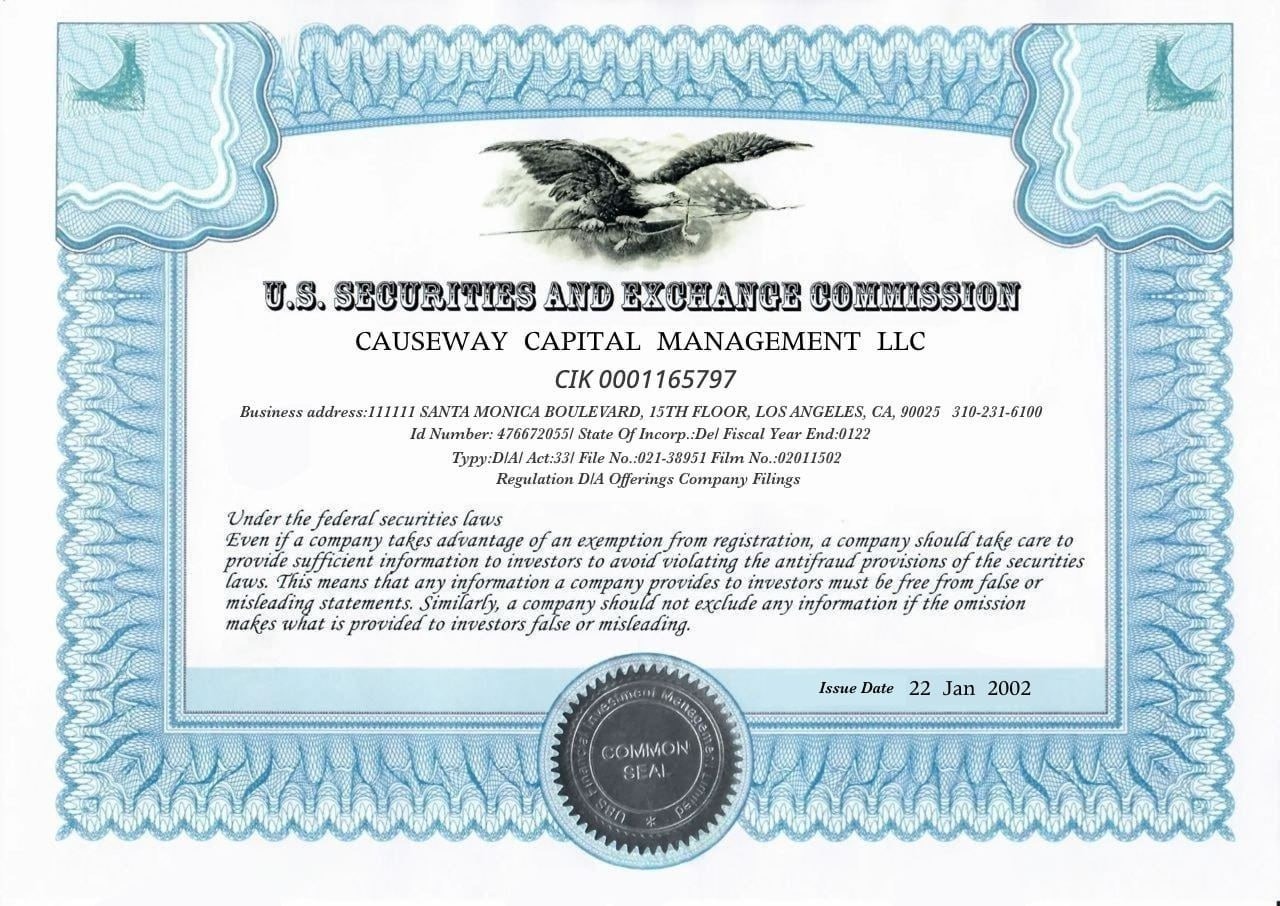 U.S. SECURITIES AND EXCHANGE COMMISSION
CAUSEWAY CAPITAL MANAGEMENT LLC
CIK 0001165797
Business address:111111 SANTA MONICA BOULEVARD, 15TH FLOOR, LOS ANGELES, CA, 90025 310-231-6100
Id Number: 476672055/ State Of Incorp.:De/ Fiscal Year End:0122
Typy:D/A/ Act:33/ File No.:021-38951 Film No.:02011502
Regulation D/A Offerings Company Filings
Under the federal securities laws
Even if a company takes advantage of an exemption from registration, a company should take care to
provide sufficient information to investors to avoid violating the antifraud provisions of the securities
laws. This means that any information a company provides to investors must be free from false or
misleading statements. Similarly, a company should not exclude any information if the omission
makes what is provided to investors false or misleading.
Issue Date 22 Jan 2002
UBS Financial Investment Management Limited *
COMMON
SEAL